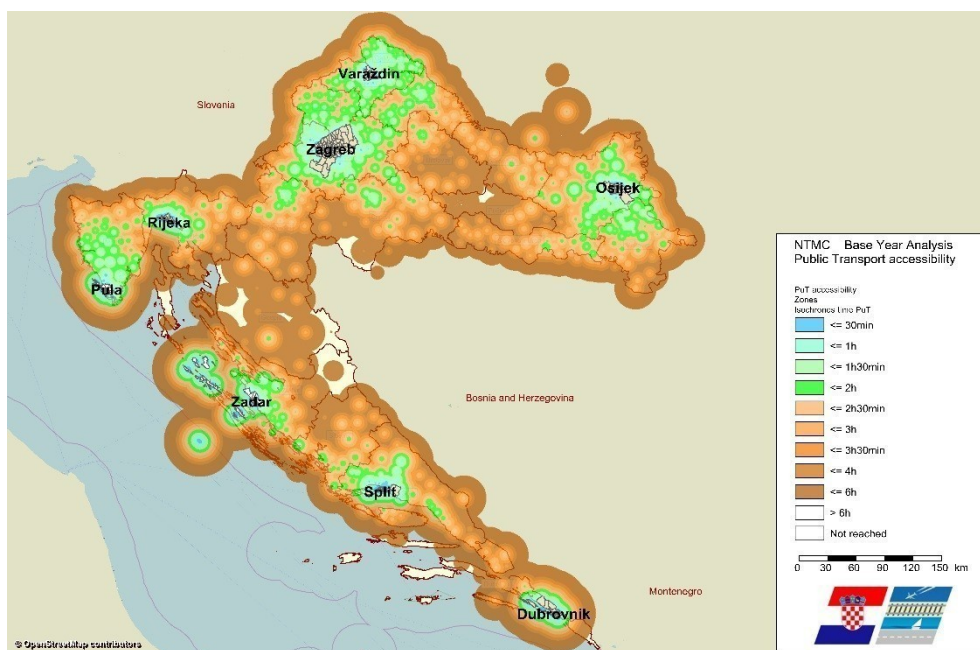 Varaždin
Slovenia
Zagreb
Osijek
Rijeka
Pula
Zadar
Bosnia and Herzegovina
Split
Dubrovnik
Montenegro
© OpenStreetMap contributors
NTMC Base Year Analysis
Public Transport accessibility
PuT accessibility
Zones
Isochrones time PuT
<= 30min
<= 1h
<= 1h30min
<= 2h
<= 2h30min
<= 3h
<= 3h30min
<= 4h
<= 6h
> 6h
Not reached
0 30 60 90 120 150 km